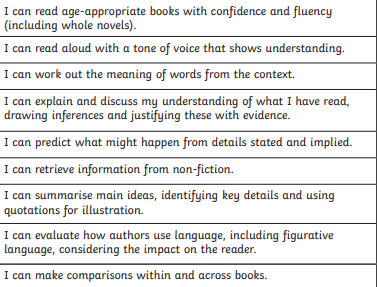 I can read age-appropriate books with confidence and fluency
(including whole novels).
I can read aloud with a tone of voice that shows understanding.
I can work out the meaning of words from the context.
I can explain and discuss my understanding of what I have read,
drawing inferences and justifying these with evidence.
I can predict what might happen from details stated and implied.
I can retrieve information from non-fiction.
I can summarise main ideas, identifying key details and using
quotations for illustration.
I can evaluate how authors use language, including figurative
language, considering the impact on the reader.
I can make comparisons within and across books.